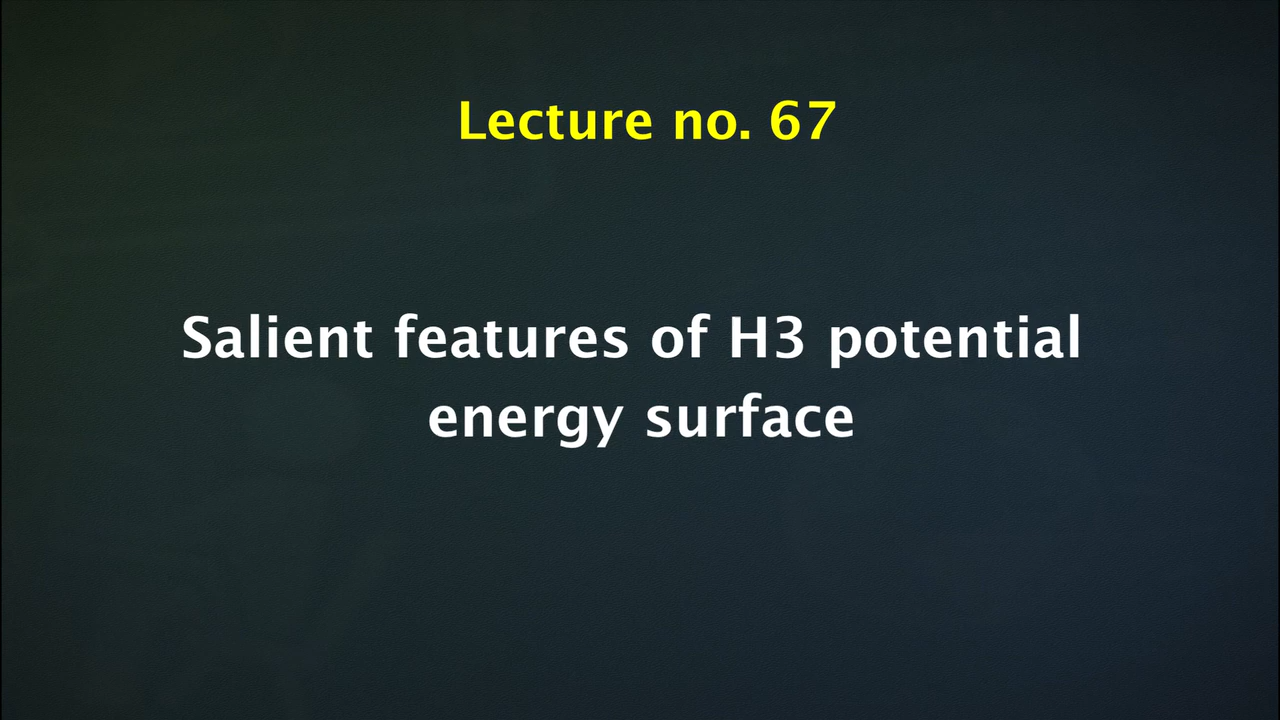 Lecture no. 67
Salient features of H3 potential
energy surface